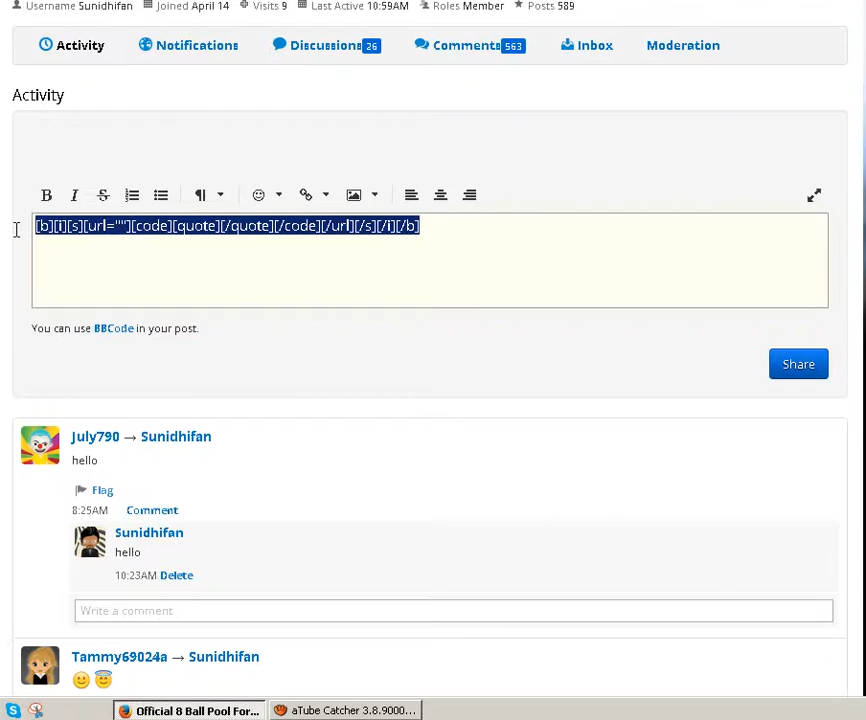 Username Sunidhifan Joined April 14 Visits 9 Last Active 10:59AM Roles Member Posts 589
Activity Notifications Discussions 26 Comments 563 Inbox Moderation
Activity
B I S
[b][i][s][url=""][code][quote][/quote][/code][/url][/s][/i][/b]
You can use BBCode in your post.
Share
July790 → Sunidhifan
hello
Flag
8:25AM Comment
Sunidhifan
hello
10:23AM Delete
Write a comment
Tammy69024a → Sunidhifan
Official 8 Ball Pool For... aTube Catcher 3.8.9000...